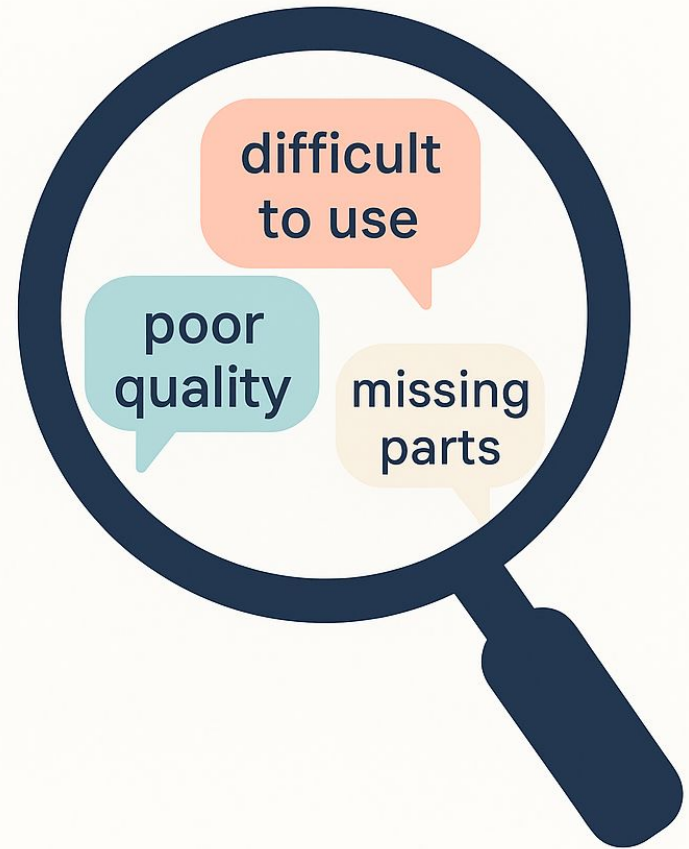 difficult
to use
poor
quality
missing
parts